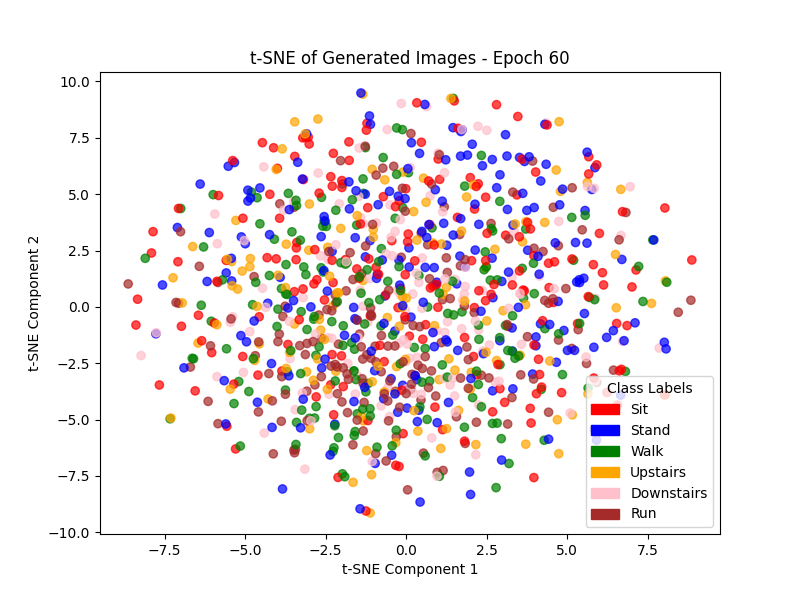 t-SNE of Generated Images - Epoch 60
10.0
7.5
5.0
2.5
0.0
−2.5
−5.0
−7.5
−10.0
t-SNE Component 2
Class Labels
Sit
Stand
Walk
Upstairs
Downstairs
Run
−7.5 −5.0 −2.5 0.0 2.5 5.0 7.5
t-SNE Component 1